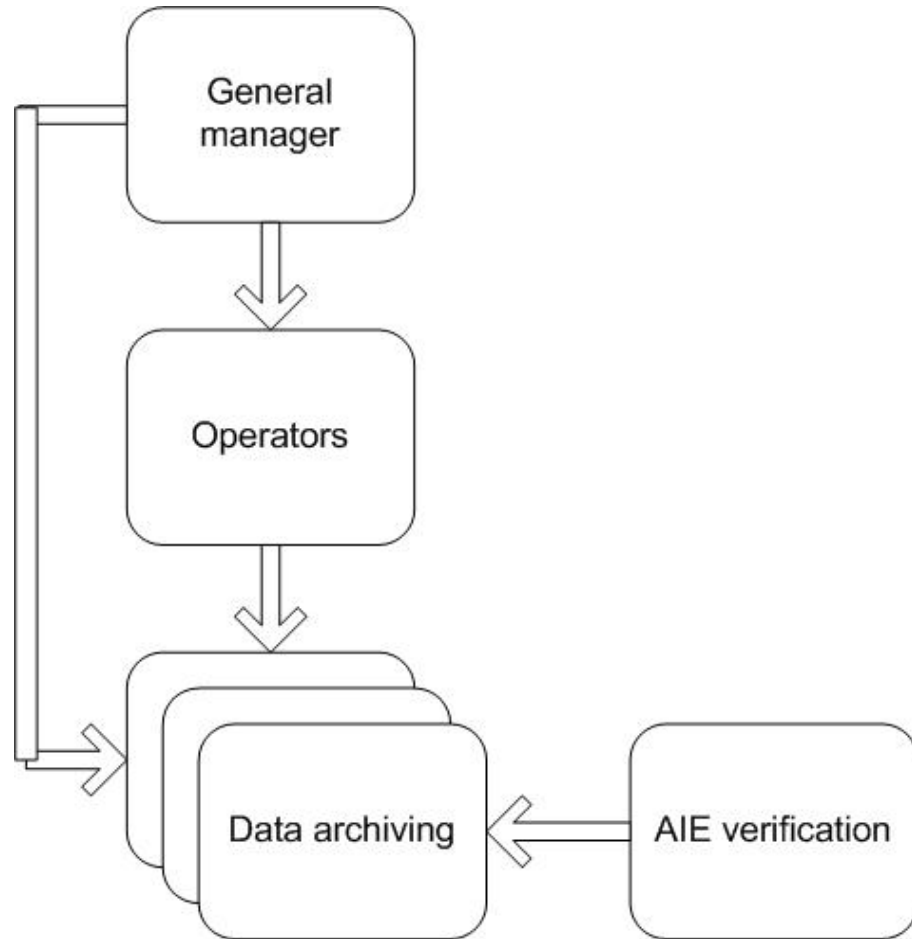 General
manager
Operators
Data archiving
AIE verification